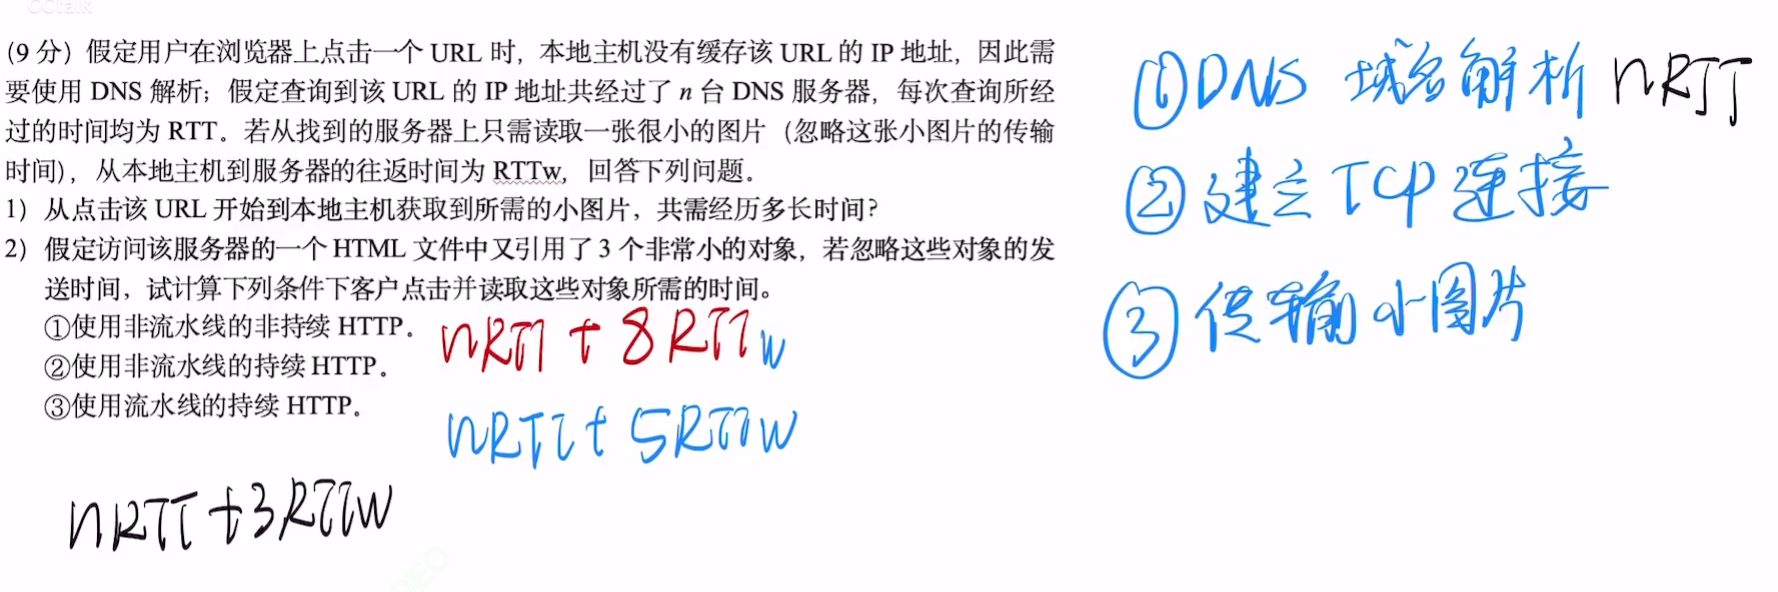 CCtalk
(9 分) 假定用户在浏览器上点击一个 URL 时，本地主机没有缓存该 URL 的 IP 地址，因此需
要使用 DNS 解析；假定查询到该 URL 的 IP 地址共经过了 n 台 DNS 服务器，每次查询所经
过的时间均为 RTT。若从找到的服务器上只需读取一张很小的图片（忽略这张小图片的传输
时间），从本地主机到服务器的往返时间为 RTTw，回答下列问题。
1）从点击该 URL 开始到本地主机获取到所需的小图片，共需经历多长时间？
2）假定访问该服务器的一个 HTML 文件中又引用了 3 个非常小的对象，若忽略这些对象的发
送时间，试计算下列条件下客户点击并读取这些对象所需的时间。
①使用非流水线的非持续 HTTP。
nRTT + 8RTTw
②使用非流水线的持续 HTTP。
③使用流水线的持续 HTTP。
nRTT + 5RTTw
nRTT + 3RTTw
①DNS 域名解析 nRTT
②建立TCP连接
③传输小图片